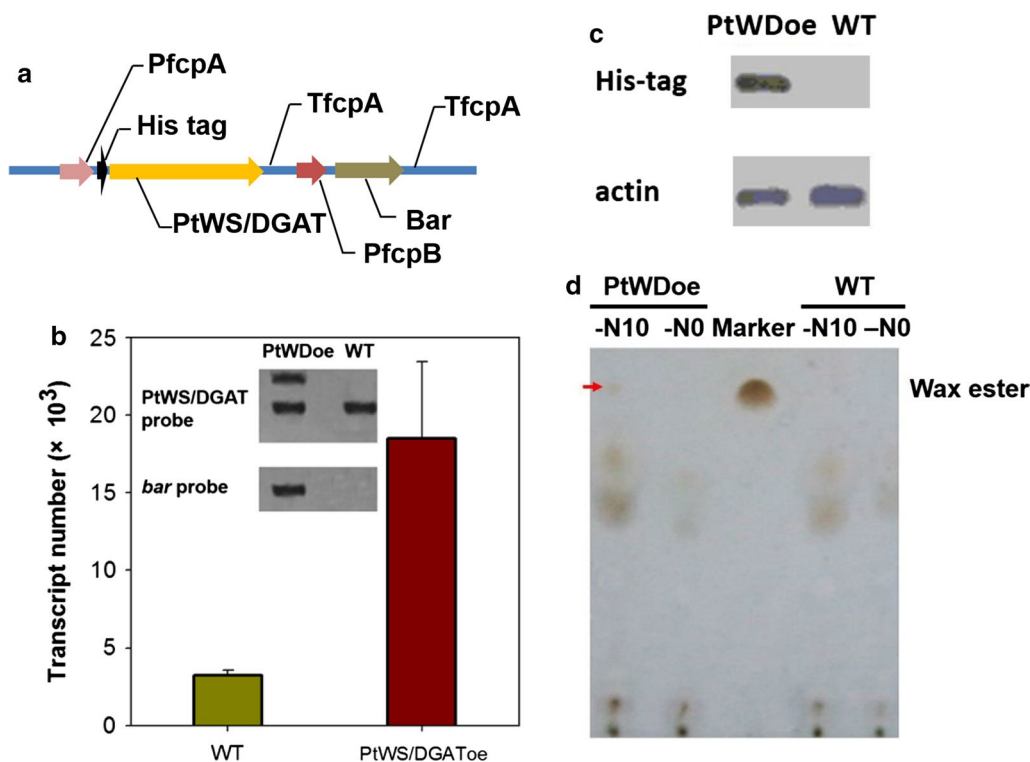 a
PfcpA
His tag
TfcpA
TfcpA
PtWS/DGAT
Bar
PfcpB
b
Transcript number (× 10³)
25
20
15
10
5
0
PtWDoe WT
PtWS/DGAT
probe
bar probe
WT
PtWS/DGAToe
c
PtWDoe WT
His-tag
actin
d
PtWDoe
WT
-N10 -N0 Marker -N10 –N0
Wax ester